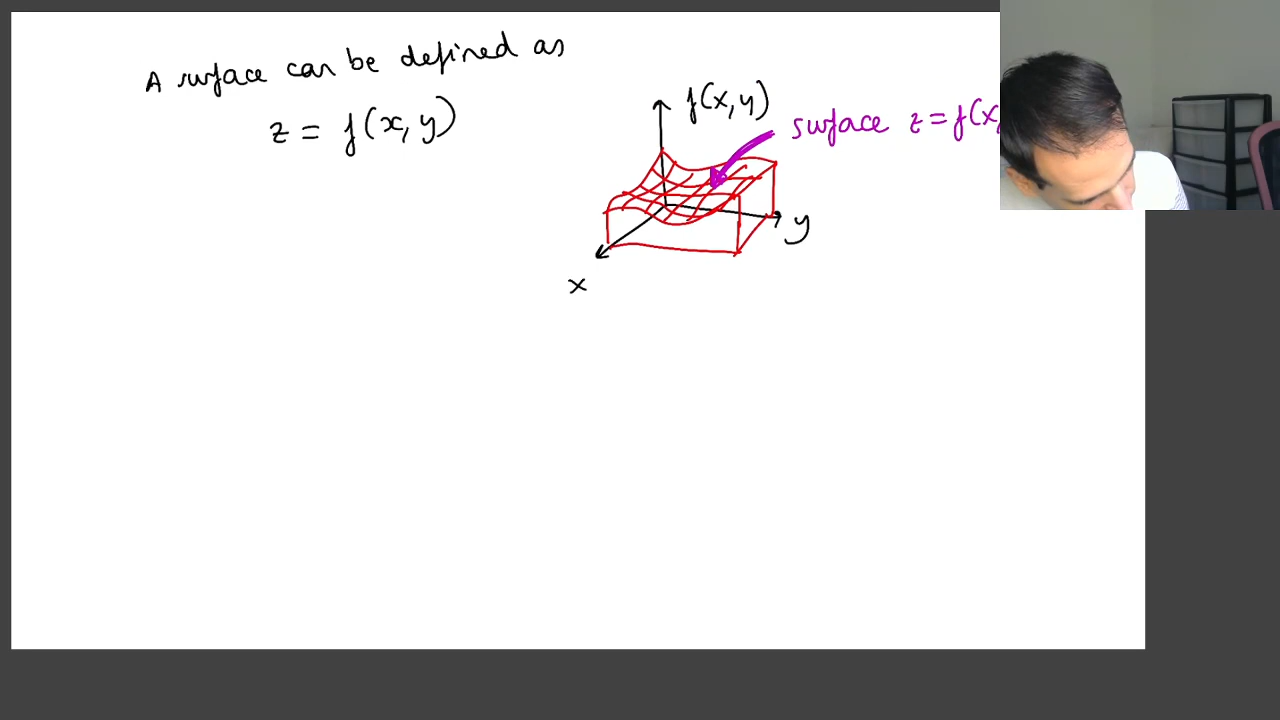 A surface can be defined as
z = f(x, y)
f(x, y)
surface z = f(x,
y
x